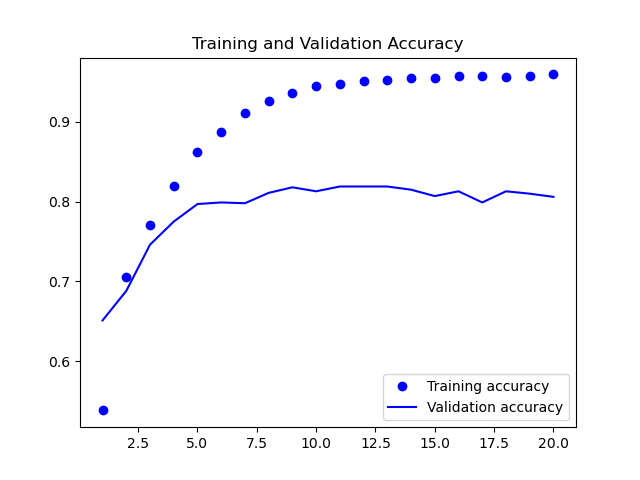 Training and Validation Accuracy
0.9
0.8
0.7
0.6
Training accuracy
Validation accuracy
2.5 5.0 7.5 10.0 12.5 15.0 17.5 20.0